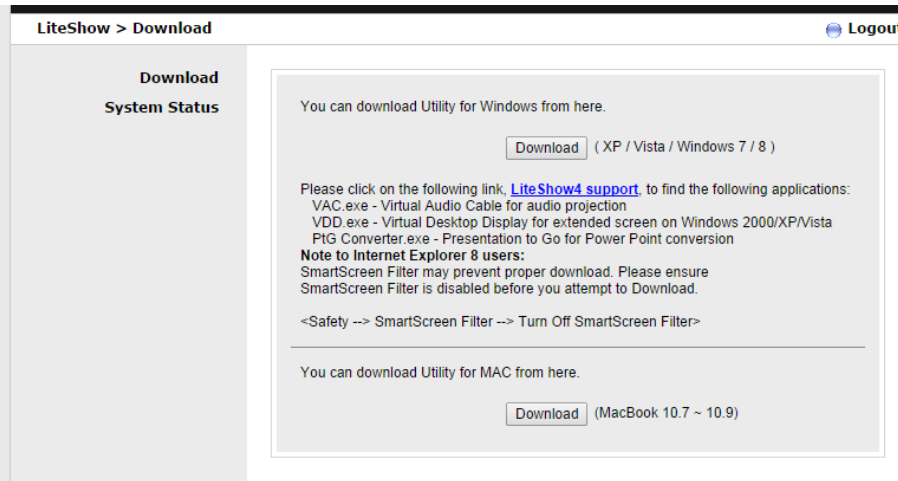 LiteShow > Download
Logout
Download
System Status
You can download Utility for Windows from here.
Download ( XP / Vista / Windows 7 / 8 )
Please click on the following link, LiteShow4 support, to find the following applications:
VAC.exe - Virtual Audio Cable for audio projection
VDD.exe - Virtual Desktop Display for extended screen on Windows 2000/XP/Vista
PtG Converter.exe - Presentation to Go for Power Point conversion
Note to Internet Explorer 8 users:
SmartScreen Filter may prevent proper download. Please ensure
SmartScreen Filter is disabled before you attempt to Download.
<Safety --> SmartScreen Filter --> Turn Off SmartScreen Filter>
You can download Utility for MAC from here.
Download (MacBook 10.7 ~ 10.9)